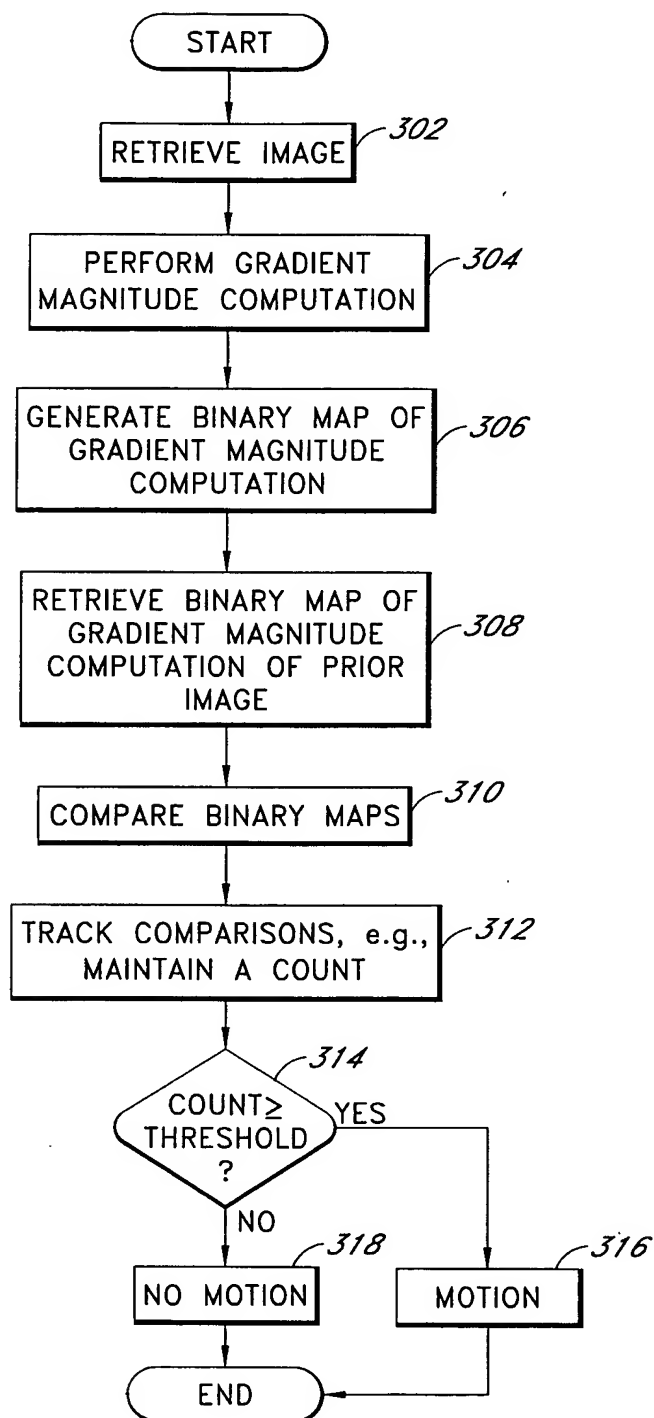 START
302
RETRIEVE IMAGE
304
PERFORM GRADIENT
MAGNITUDE COMPUTATION
306
GENERATE BINARY MAP OF
GRADIENT MAGNITUDE
COMPUTATION
308
RETRIEVE BINARY MAP OF
GRADIENT MAGNITUDE
COMPUTATION OF PRIOR
IMAGE
310
COMPARE BINARY MAPS
312
TRACK COMPARISONS, e.g.,
MAINTAIN A COUNT
314
COUNT≥
THRESHOLD
?
YES
NO
318
NO MOTION
316
MOTION
END